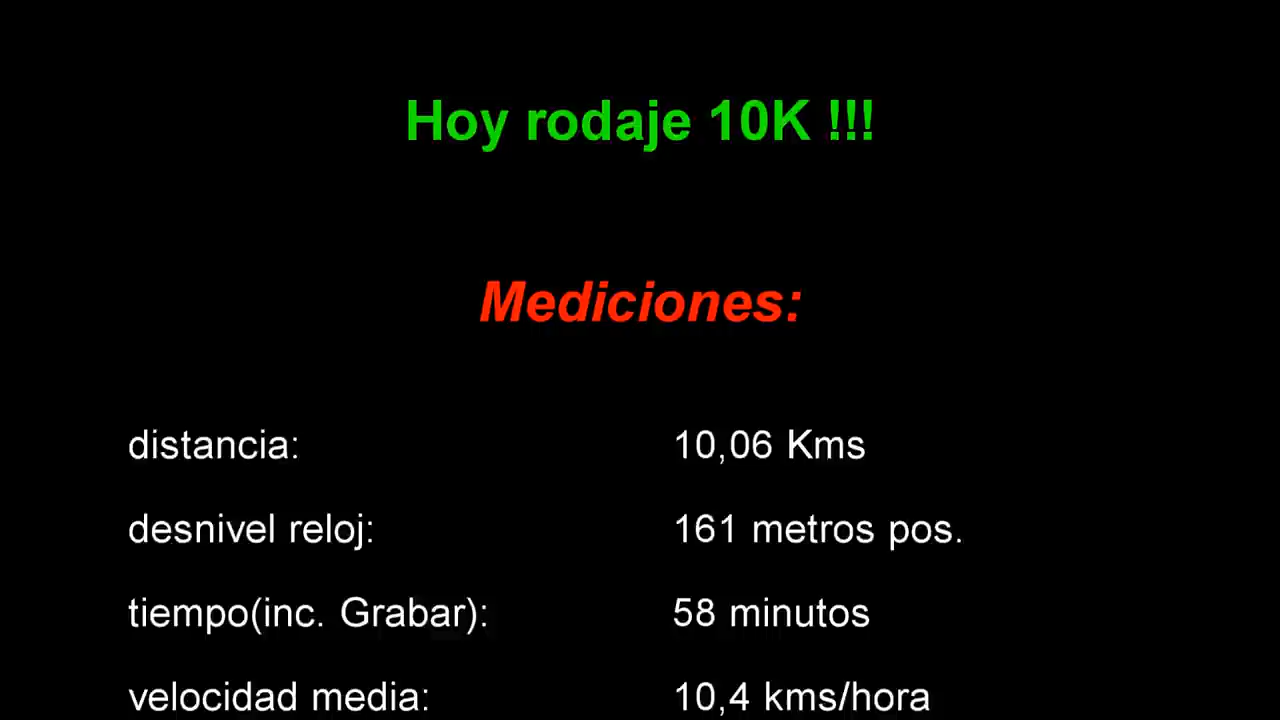 Hoy rodaje 10K !!!
Mediciones:
distancia: 10,06 Kms
desnivel reloj: 161 metros pos.
tiempo(inc. Grabar): 58 minutos
velocidad media: 10,4 kms/hora